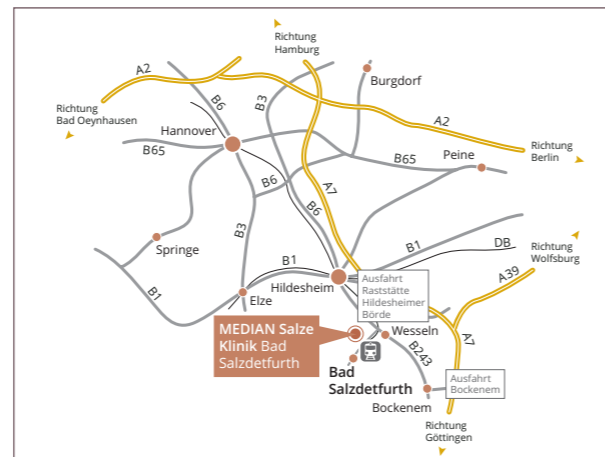 Richtung
Hamburg
A2
Burgdorf
Richtung
Bad Oeynhausen
B6
B3
Hannover
A2
Richtung
Berlin
B65
B65
Peine
B6
A7
B6
Springe
B3
B1
DB
Richtung
Wolfsburg
B1
B1
Hildesheim
Elze
Ausfahrt
Raststätte
Hildesheimer
Börde
A39
MEDIAN Salze
Klinik Bad
Salzdetfurth
Wesseln
B243
A7
Bad
Salzdetfurth
Ausfahrt
Bockenem
Bockenem
Richtung
Göttingen